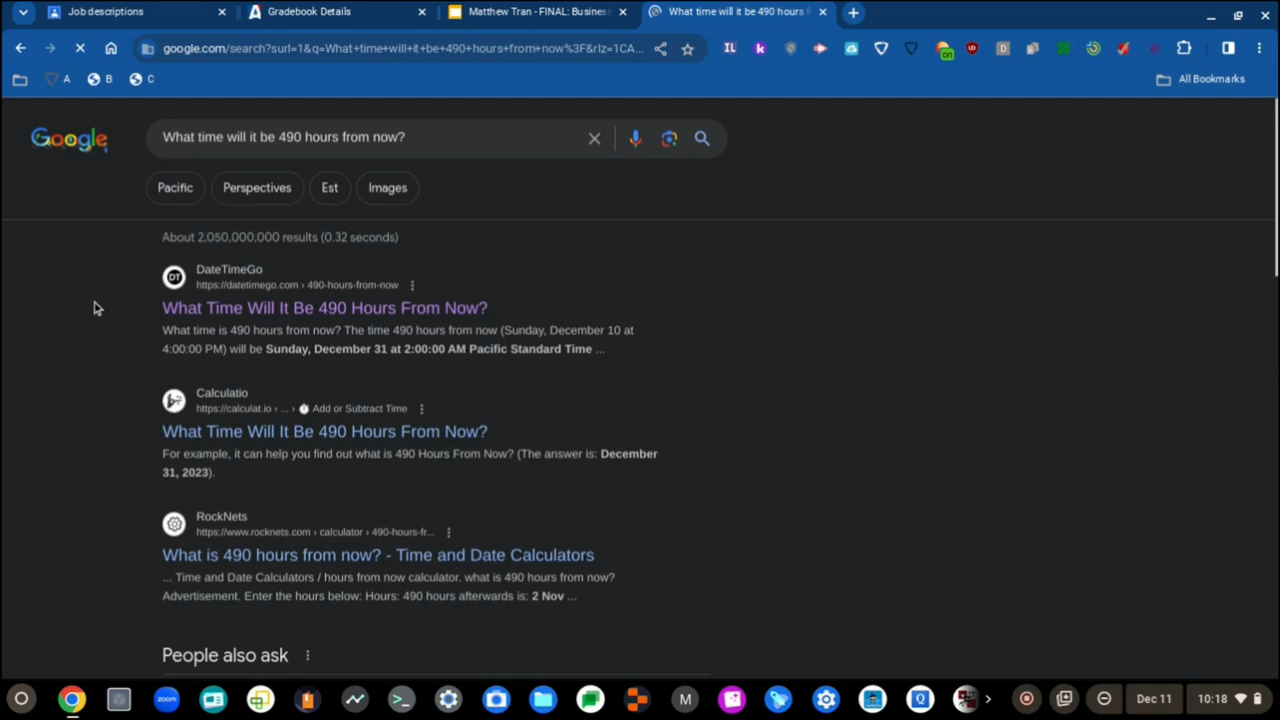 Job descriptions
Gradebook Details
Matthew Tran - FINAL: Business
What time will it be 490 hours f
google.com/search?surl=1&q=What+time+will+it+be+490+hours+from+now%3F&rlz=1CA...
IL
k
on
D
A
B
C
All Bookmarks
Google
What time will it be 490 hours from now?
Pacific
Perspectives
Est
Images
About 2,050,000,000 results (0.32 seconds)
DT
DateTimeGo
https://datetimego.com › 490-hours-from-now
What Time Will It Be 490 Hours From Now?
What time is 490 hours from now? The time 490 hours from now (Sunday, December 10 at
4:00:00 PM) will be Sunday, December 31 at 2:00:00 AM Pacific Standard Time ...
Calculatio
https://calculat.io › ... › Add or Subtract Time
What Time Will It Be 490 Hours From Now?
For example, it can help you find out what is 490 Hours From Now? (The answer is: December
31, 2023).
RockNets
https://www.rocknets.com › calculator › 490-hours-fr...
What is 490 hours from now? - Time and Date Calculators
... Time and Date Calculators / hours from now calculator. what is 490 hours from now?
Advertisement. Enter the hours below: Hours: 490 hours afterwards is: 2 Nov ...
People also ask
zoom
M
Q
Dec 11
10:18